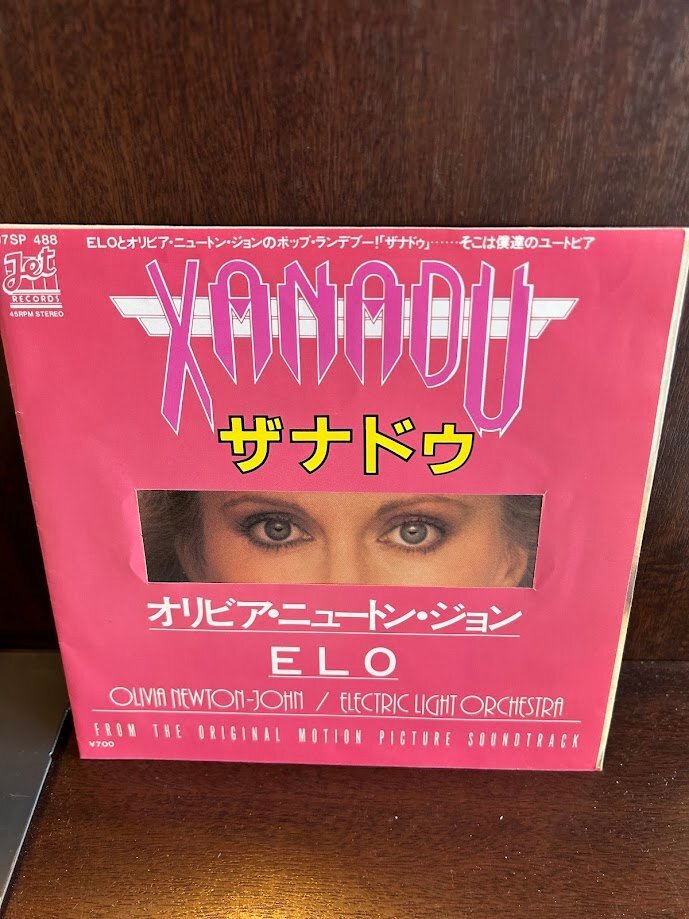 07SP 488
ELOとオリビア・ニュートン・ジョンのポップ・ランデブー!「ザナドゥ」……そこは僕達のユートピア
Jet
RECORDS
45RPM STEREO
XANADU
ザナドゥ
オリビア・ニュートン・ジョン
ELO
OLIVIA NEWTON-JOHN / ELECTRIC LIGHT ORCHESTRA
FROM THE ORIGINAL MOTION PICTURE SOUNDTRACK
¥700